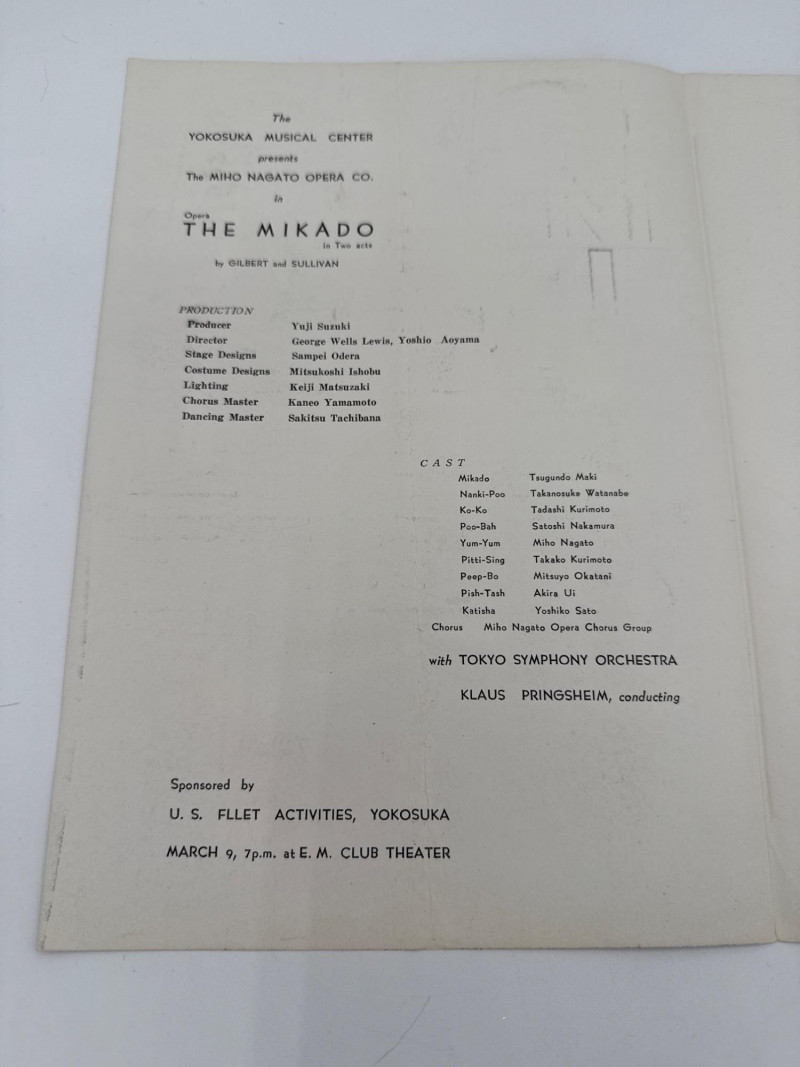 The
YOKOSUKA MUSICAL CENTER
presents
The MIHO NAGATO OPERA CO.
in
Opera
THE MIKADO
in Two acts
by GILBERT and SULLIVAN
PRODUCTION
Producer Yuji Suzuki
Director George Wells Lewis, Yoshio Aoyama
Stage Designs Sampei Odera
Costume Designs Mitsukoshi Ishobu
Lighting Keiji Matsuzaki
Chorus Master Kaneo Yamamoto
Dancing Master Sakitsu Tachibana
CAST
Mikado Tsugundo Maki
Nanki-Poo Takanosuke Watanabe
Ko-Ko Tadashi Kurimoto
Poo-Bah Satoshi Nakamura
Yum-Yum Miho Nagato
Pitti-Sing Takako Kurimoto
Peep-Bo Mitsuyo Okatani
Pish-Tash Akira Ui
Katisha Yoshiko Sato
Chorus Miho Nagato Opera Chorus Group
with TOKYO SYMPHONY ORCHESTRA
KLAUS PRINGSHEIM, conducting
Sponsored by
U. S. FLLET ACTIVITIES, YOKOSUKA
MARCH 9, 7p.m. at E. M. CLUB THEATER